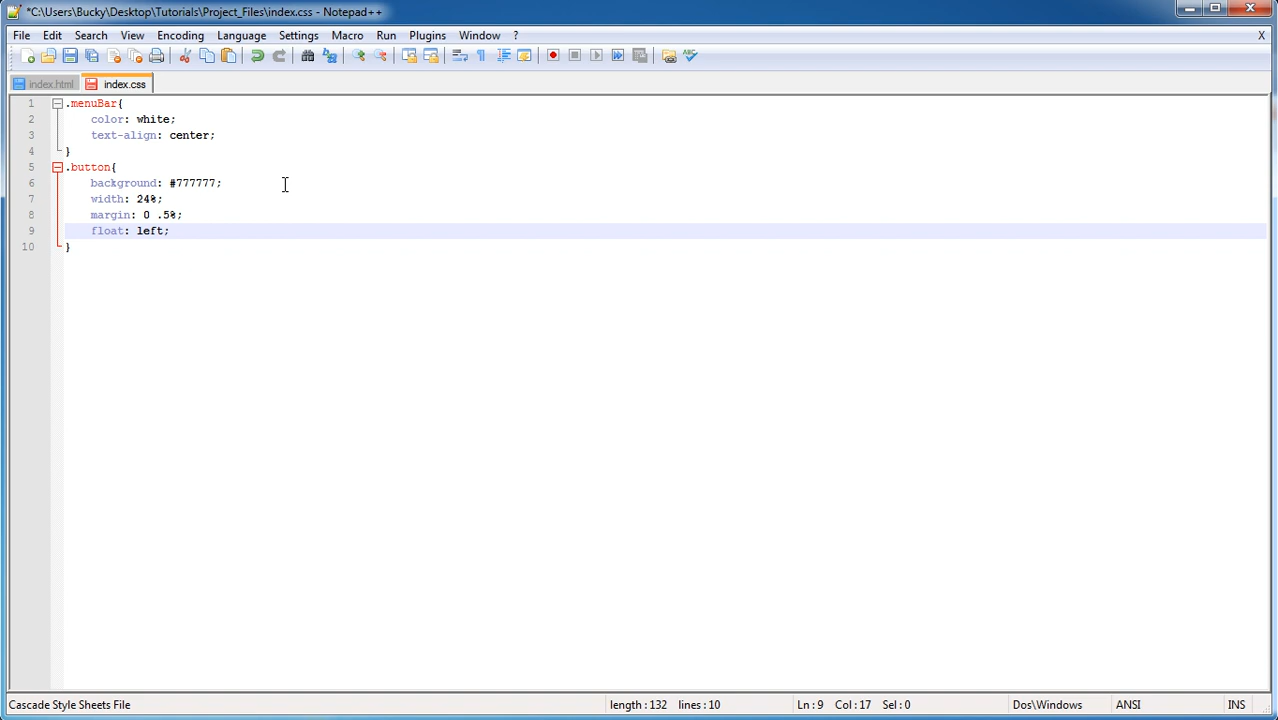 *C:\Users\Bucky\Desktop\Tutorials\Project_Files\index.css - Notepad++
File Edit Search View Encoding Language Settings Macro Run Plugins Window ? X
index.html index.css
1 .menuBar{
2 color: white;
3 text-align: center;
4 }
5 .button{
6 background: #777777;
7 width: 24%;
8 margin: 0 .5%;
9 float: left;
10 }
Cascade Style Sheets File length : 132 lines : 10 Ln : 9 Col : 17 Sel : 0 Dos\Windows ANSI INS